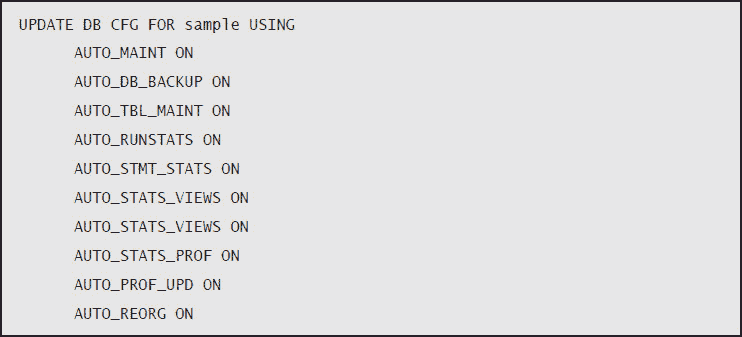 UPDATE DB CFG FOR sample USING
AUTO_MAINT ON
AUTO_DB_BACKUP ON
AUTO_TBL_MAINT ON
AUTO_RUNSTATS ON
AUTO_STMT_STATS ON
AUTO_STATS_VIEWS ON
AUTO_STATS_VIEWS ON
AUTO_STATS_PROF ON
AUTO_PROF_UPD ON
AUTO_REORG ON